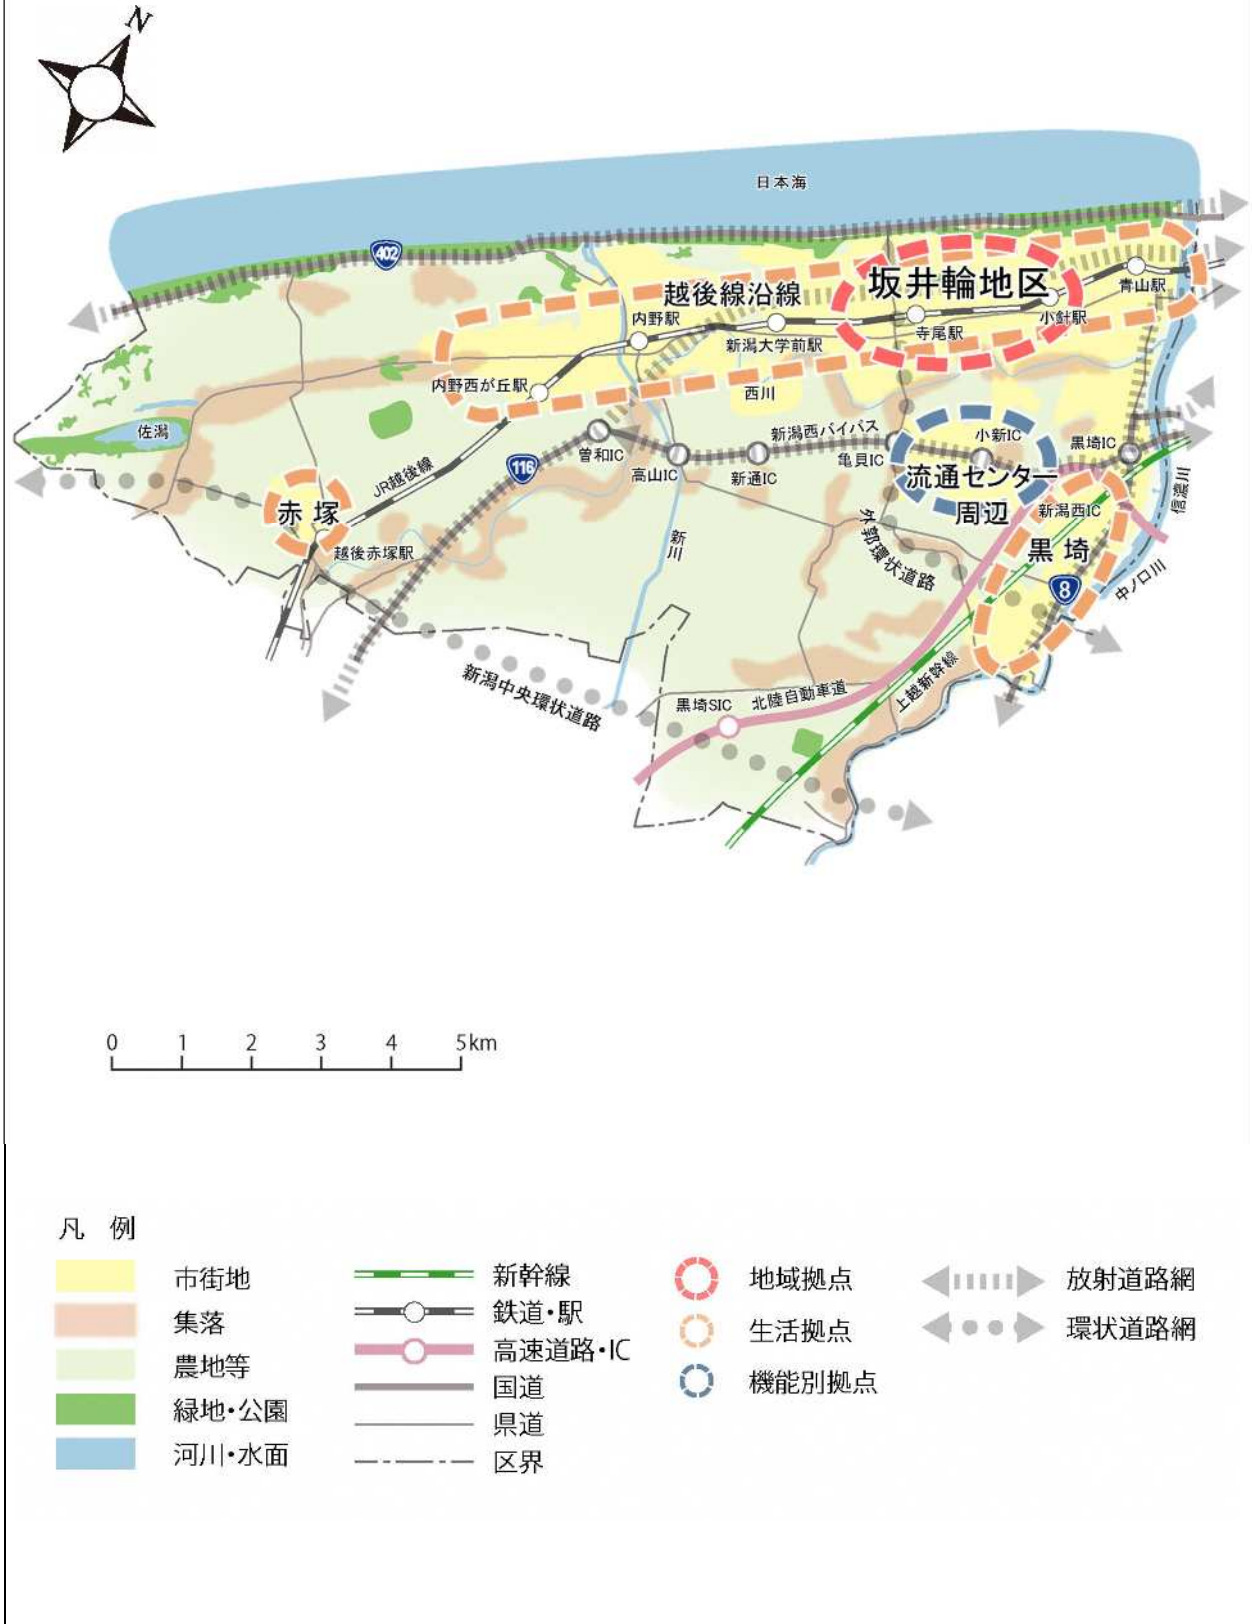 N
日本海
402
越後線沿線
坂井輪地区
青山駅
内野駅
小針駅
寺尾駅
新潟大学前駅
内野西が丘駅
西川
佐潟
新潟西バイパス
小新IC
黒埼IC
曽和IC
116
高山IC
新通IC
亀貝IC
流通センター
周辺
JR越後線
信濃川
赤塚
新潟西IC
越後赤塚駅
新川
外郭環状道路
黒埼
8
中ノ口川
新潟中央環状道路
上越新幹線
黒埼SIC
北陸自動車道
0 1 2 3 4 5km
凡 例
市街地
集落
農地等
緑地・公園
河川・水面
新幹線
鉄道・駅
高速道路・IC
国道
県道
区界
地域拠点
生活拠点
機能別拠点
放射道路網
環状道路網